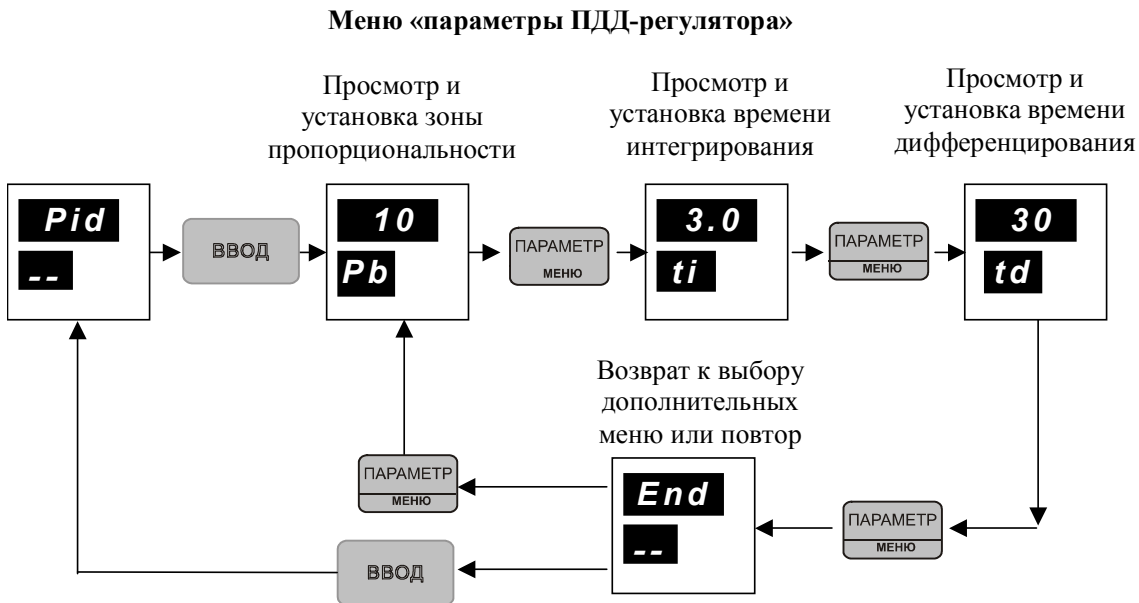 Меню «параметры ПДД-регулятора»
Просмотр и
установка зоны
пропорциональности
Просмотр и
установка времени
интегрирования
Просмотр и
установка времени
дифференцирования
Pid
--
ВВОД
10
Pb
ПАРАМЕТР
МЕНЮ
3.0
ti
ПАРАМЕТР
МЕНЮ
30
td
Возврат к выбору
дополнительных
меню или повтор
ПАРАМЕТР
МЕНЮ
End
--
ПАРАМЕТР
МЕНЮ
ВВОД